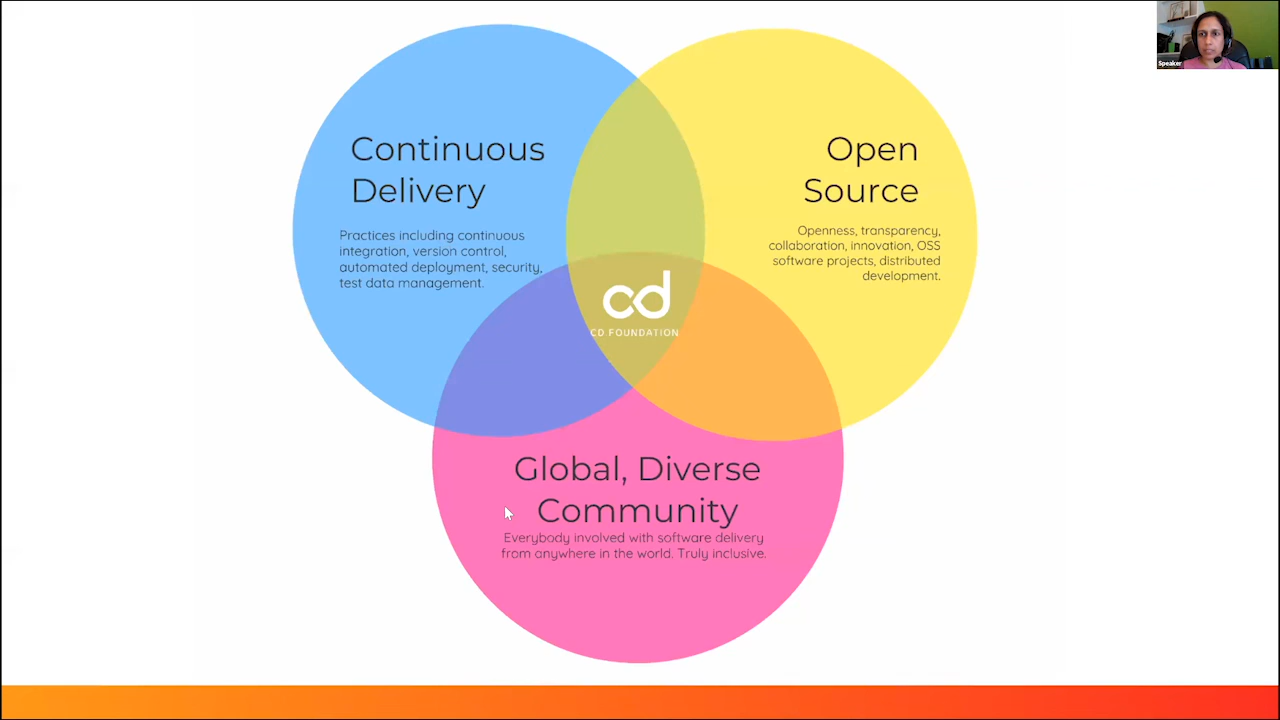 Speaker
Continuous
Delivery
Practices including continuous
integration, version control,
automated deployment, security,
test data management.
Open
Source
Openness, transparency,
collaboration, innovation, OSS
software projects, distributed
development.
cd
CD FOUNDATION
Global, Diverse
Community
Everybody involved with software delivery
from anywhere in the world. Truly inclusive.